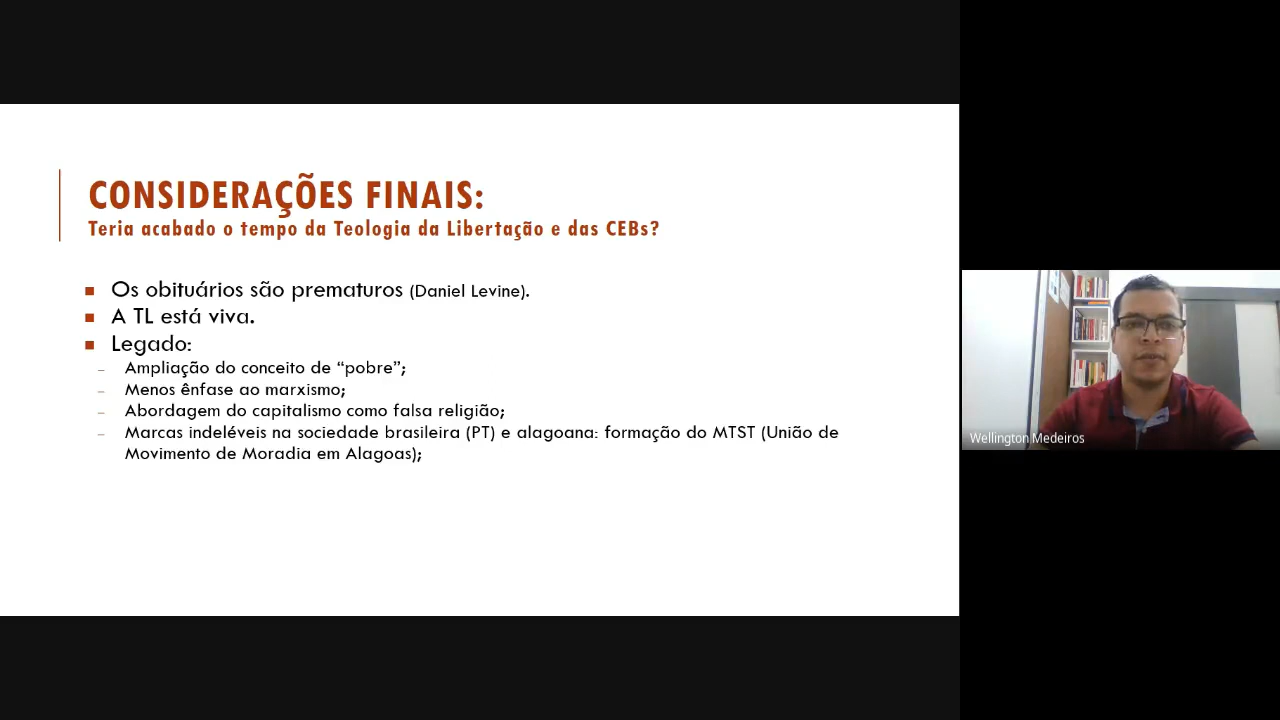 CONSIDERAÇÕES FINAIS:
Teria acabado o tempo da Teologia da Libertação e das CEBs?
Os obituários são prematuros (Daniel Levine).
A TL está viva.
Legado:
– Ampliação do conceito de “pobre”;
– Menos ênfase ao marxismo;
– Abordagem do capitalismo como falsa religião;
– Marcas indeléveis na sociedade brasileira (PT) e alagoana: formação do MTST (União de
Movimento de Moradia em Alagoas);
Wellington Medeiros